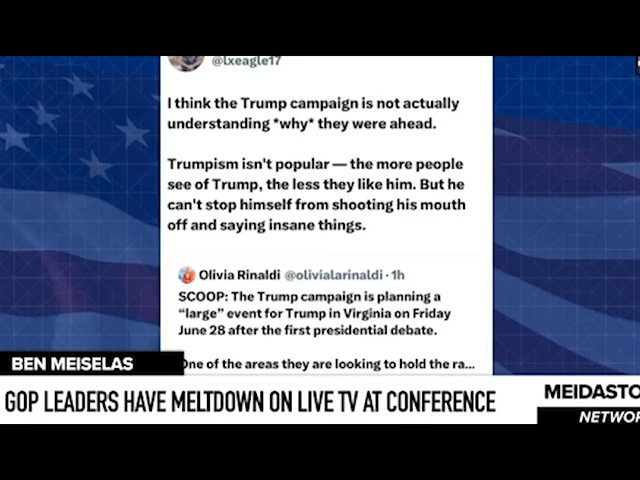 @lxeagle17
I think the Trump campaign is not actually
understanding *why* they were ahead.
Trumpism isn't popular — the more people
see of Trump, the less they like him. But he
can't stop himself from shooting his mouth
off and saying insane things.
Olivia Rinaldi @olivialarinaldi · 1h
SCOOP: The Trump campaign is planning a
“large” event for Trump in Virginia on Friday
June 28 after the first presidential debate.
One of the areas they are looking to hold the ra...
BEN MEISELAS
GOP LEADERS HAVE MELTDOWN ON LIVE TV AT CONFERENCE
MEIDASTO
NETWOR